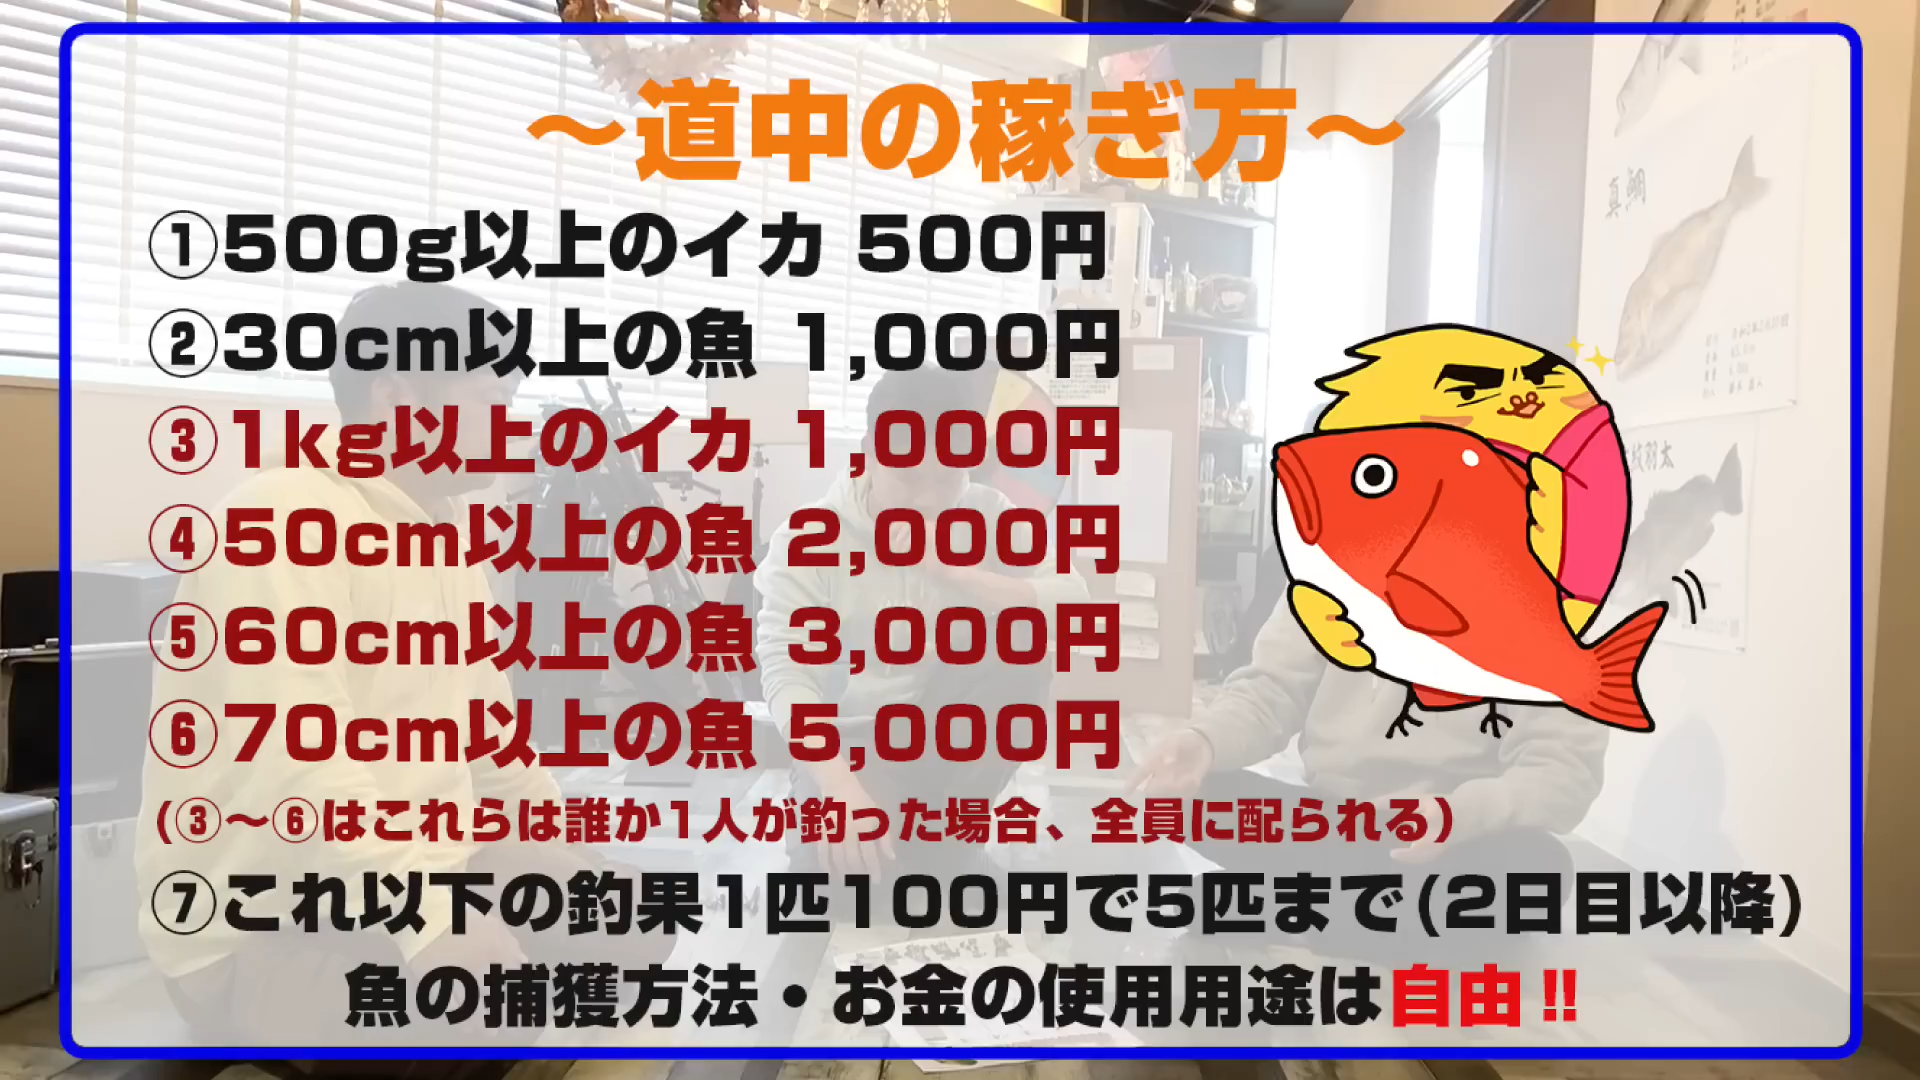 ～道中の稼ぎ方～
①500g以上のイカ 500円
②30cm以上の魚 1,000円
③1kg以上のイカ 1,000円
④50cm以上の魚 2,000円
⑤60cm以上の魚 3,000円
⑥70cm以上の魚 5,000円
(③～⑥はこれらは誰か1人が釣った場合、全員に配られる)
⑦これ以下の釣果1匹100円で5匹まで(2日目以降)
魚の捕獲方法・お金の使用用途は自由!!
真鯛